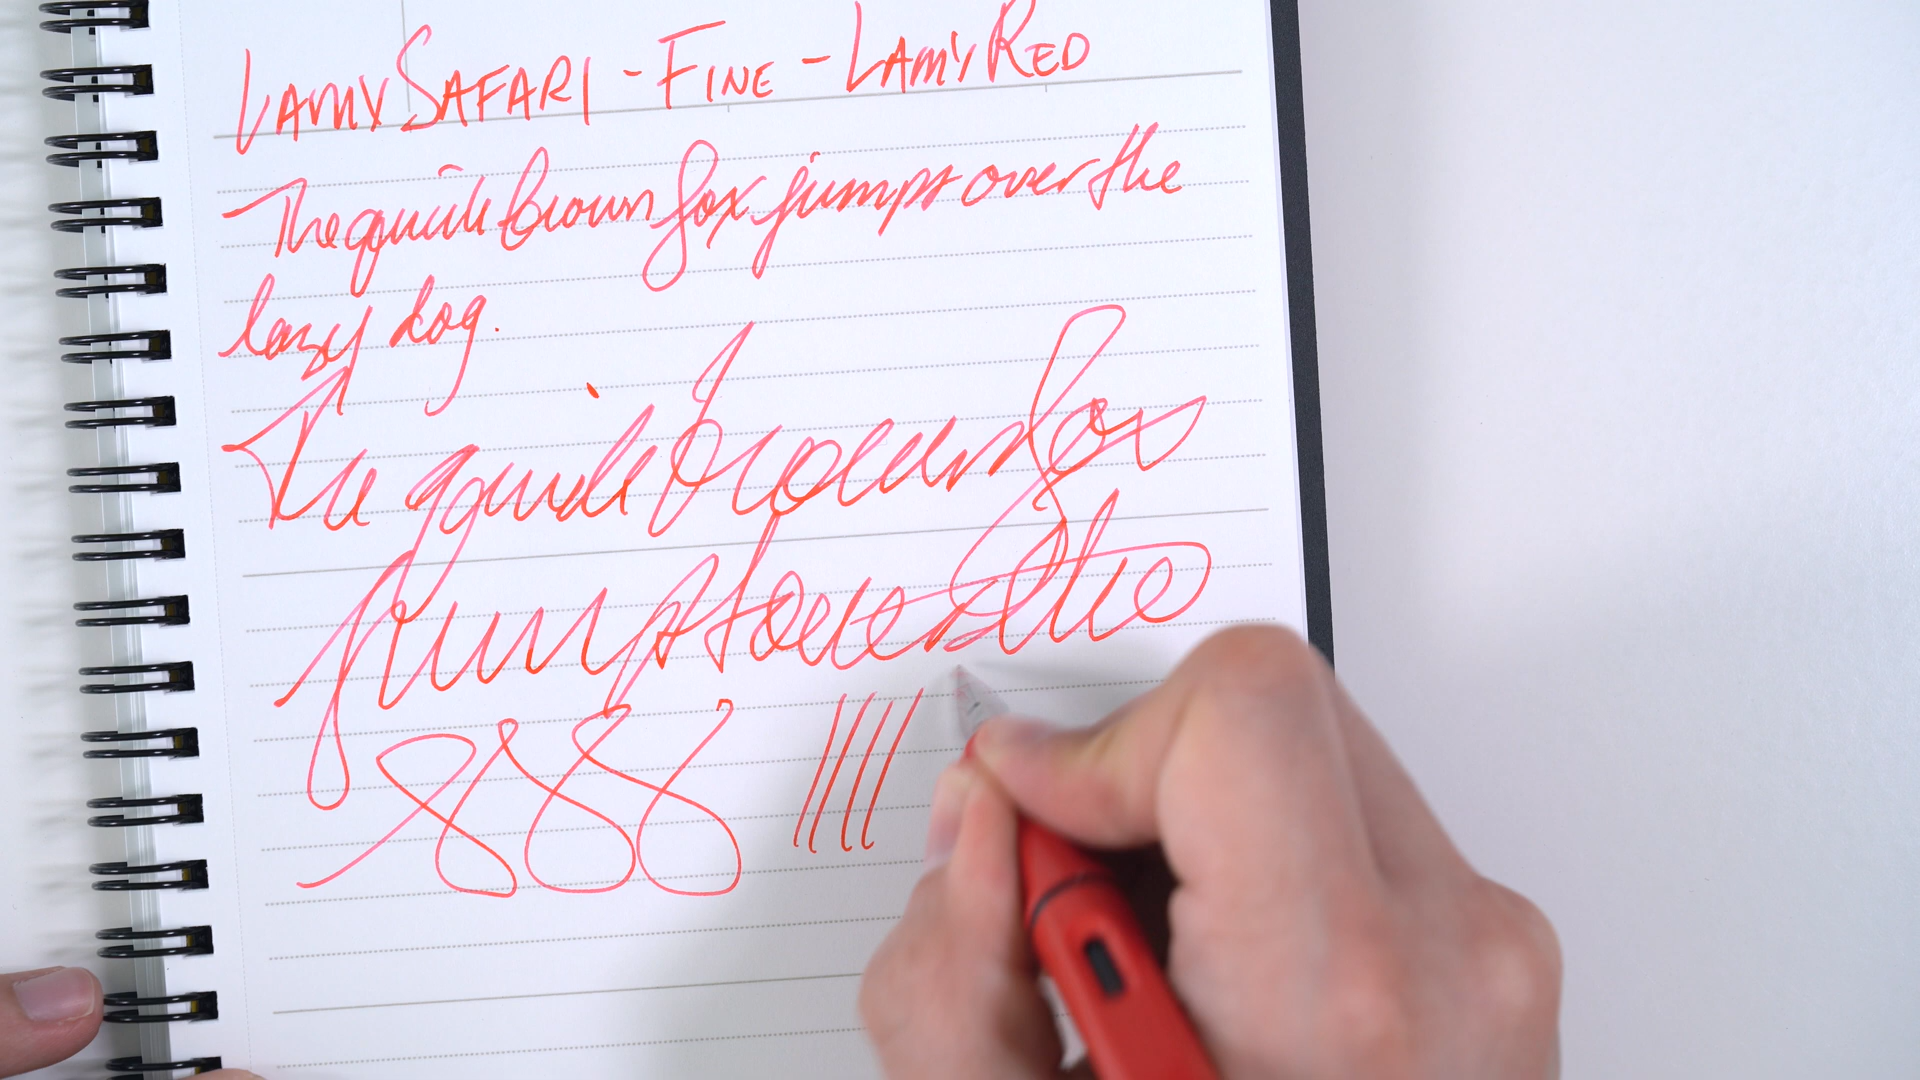 LAMY SAFARI - FINE - LAMY RED
The quick brown fox jumps over the
lazy dog.
The quick brown fox
jumps over the